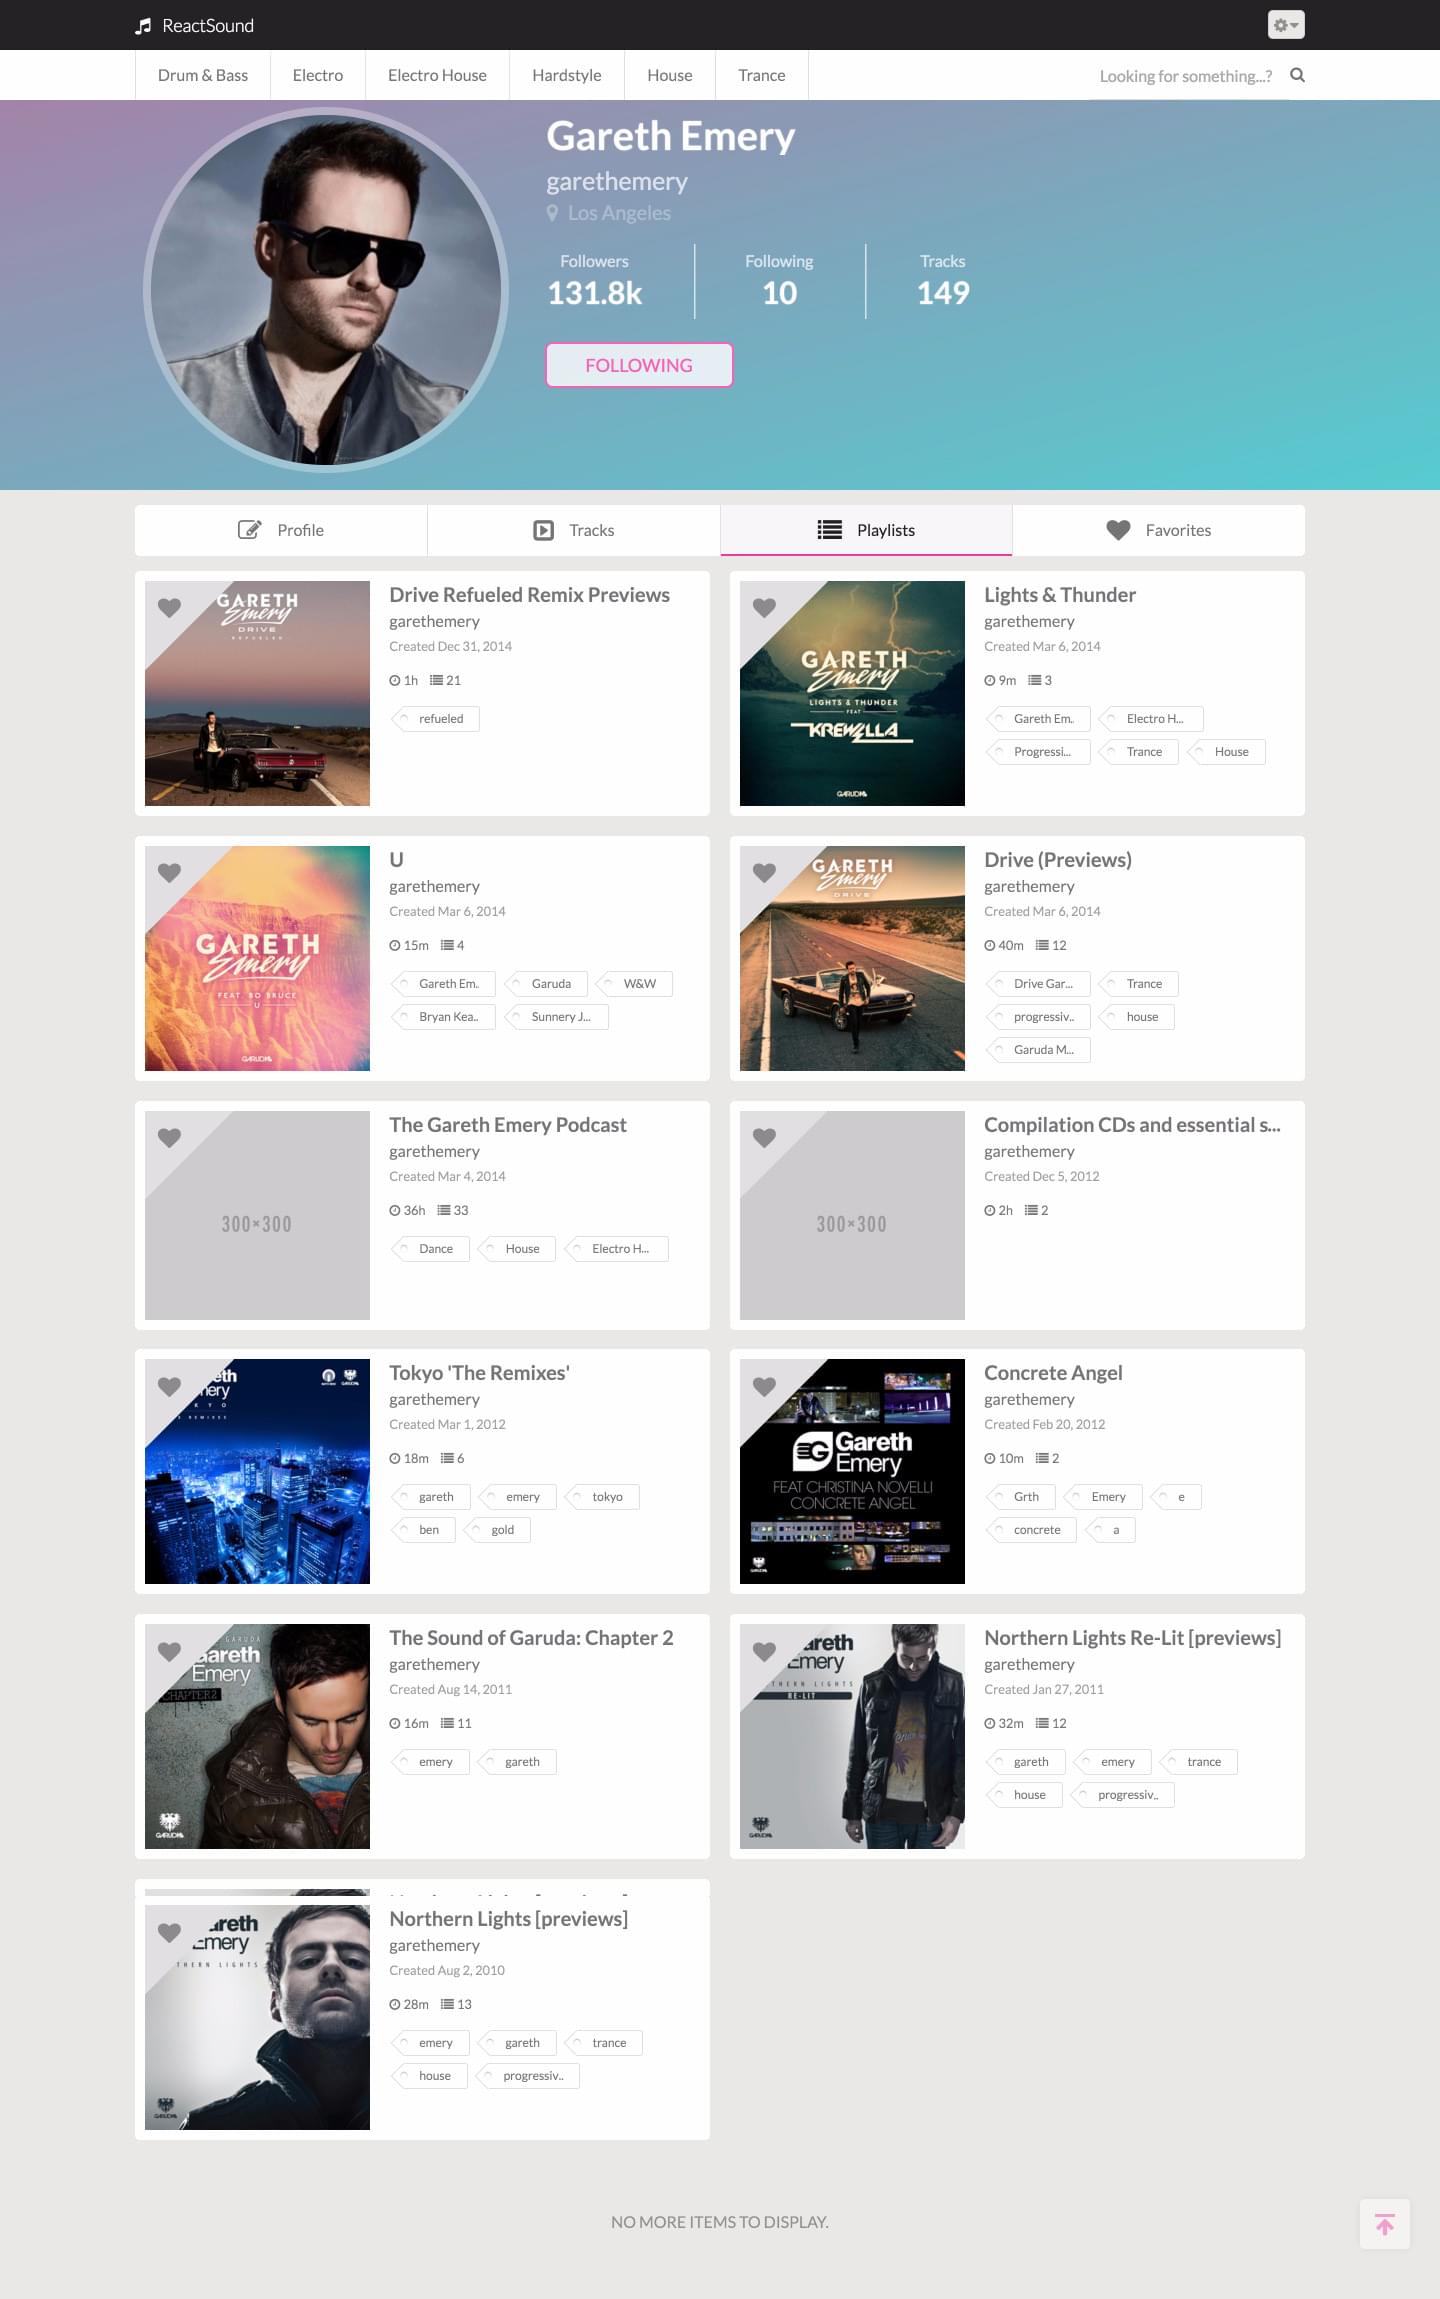 ReactSound
Drum & Bass
Electro
Electro House
Hardstyle
House
Trance
Looking for something...?
Gareth Emery
garethemery
Los Angeles
Followers
Following
Tracks
131.8k
10
149
FOLLOWING
Profile
Tracks
Playlists
Favorites
GARETH
Emery
DRIVE
REFUELED
Drive Refueled Remix Previews
garethemery
Created Dec 31, 2014
1h 21
refueled
GARETH
Emery
LIGHTS & THUNDER
FEAT
KREWELLA
GARUDA
Lights & Thunder
garethemery
Created Mar 6, 2014
9m 3
Gareth Em..
Electro H...
Progressi...
Trance
House
GARETH
Emery
FEAT. BO BRUCE
U
GARUDA
U
garethemery
Created Mar 6, 2014
15m 4
Gareth Em..
Garuda
W&W
Bryan Kea..
Sunnery J...
GARETH
Emery
DRIVE
Drive (Previews)
garethemery
Created Mar 6, 2014
40m 12
Drive Gar...
Trance
progressiv..
house
Garuda M...
300×300
The Gareth Emery Podcast
garethemery
Created Mar 4, 2014
36h 33
Dance
House
Electro H...
300×300
Compilation CDs and essential s...
garethemery
Created Dec 5, 2012
2h 2
eth
ery
KYO
REMIXES
Tokyo 'The Remixes'
garethemery
Created Mar 1, 2012
18m 6
gareth
emery
tokyo
ben
gold
Gareth
Emery
FEAT CHRISTINA NOVELLI
CONCRETE ANGEL
Concrete Angel
garethemery
Created Feb 20, 2012
10m 2
Grth
Emery
e
concrete
a
GARUDA
areth
Emery
CHAPTER 2
GARUDA
The Sound of Garuda: Chapter 2
garethemery
Created Aug 14, 2011
16m 11
emery
gareth
areth
Emery
THERN LIGHTS
RE-LIT
GARUDA
Northern Lights Re-Lit [previews]
garethemery
Created Jan 27, 2011
32m 12
gareth
emery
trance
house
progressiv..
areth
Emery
THERN LIGHTS
GARUDA
Northern Lights [previews]
garethemery
Created Aug 2, 2010
28m 13
emery
gareth
trance
house
progressiv..
NO MORE ITEMS TO DISPLAY.